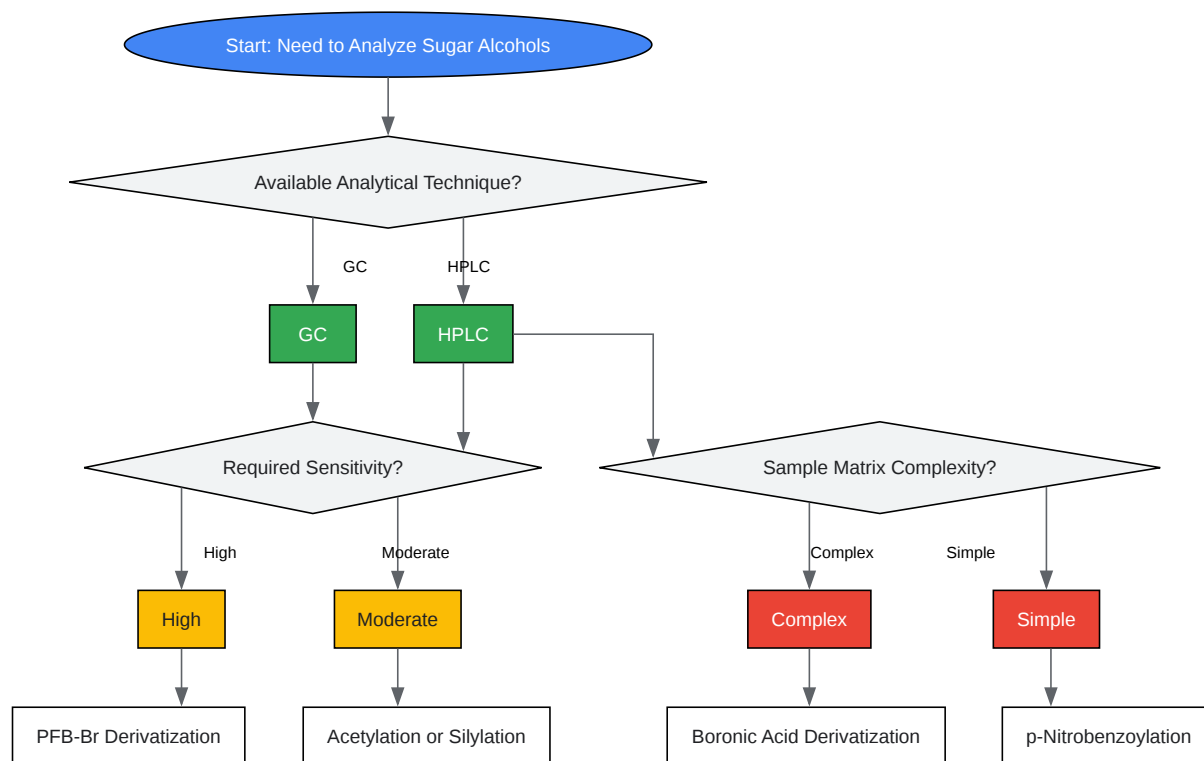 Start: Need to Analyze Sugar Alcohols
Available Analytical Technique?
GC
HPLC
GC
HPLC
Required Sensitivity?
Sample Matrix Complexity?
High
Moderate
Complex
Simple
High
Moderate
Complex
Simple
PFB-Br Derivatization
Acetylation or Silylation
Boronic Acid Derivatization
p-Nitrobenzoylation